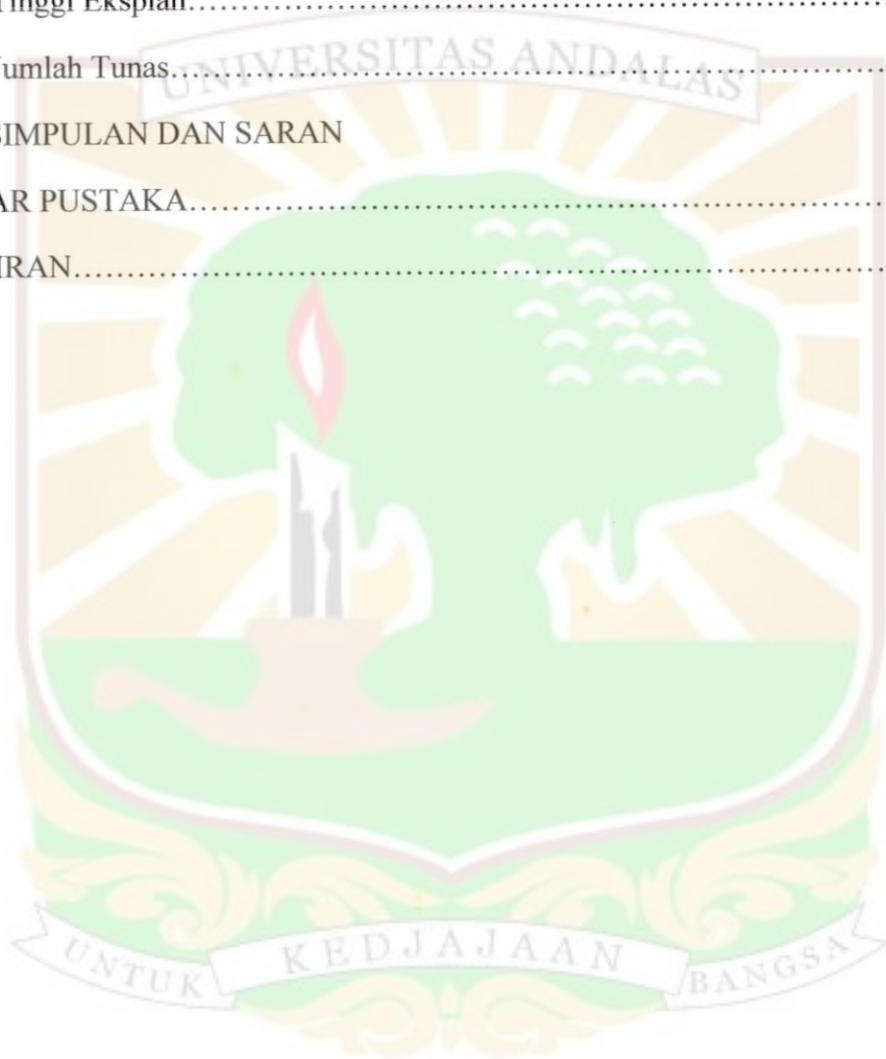 Tinggi Eksplan....................................................................................
Jumlah Tunas......................................................................................
SIMPULAN DAN SARAN
AR PUSTAKA....................................................................................
IRAN..................................................................................................
UNIVERSITAS ANDALAS
UNTUK KEDJAJAAN BANGSA